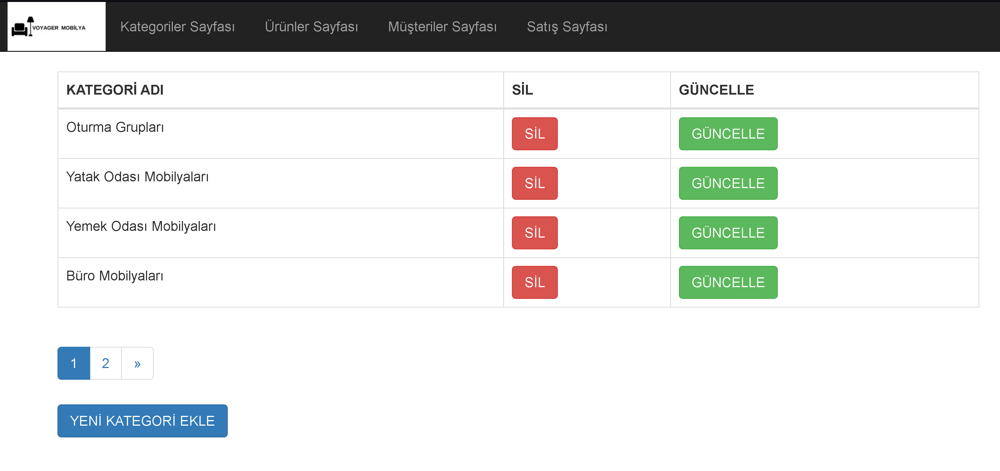 VOYAGER MOBİLYA
Kategoriler Sayfası Ürünler Sayfası Müşteriler Sayfası Satış Sayfası
KATEGORİ ADI SİL GÜNCELLE
Oturma Grupları SİL GÜNCELLE
Yatak Odası Mobilyaları SİL GÜNCELLE
Yemek Odası Mobilyaları SİL GÜNCELLE
Büro Mobilyaları SİL GÜNCELLE
1 2 »
YENİ KATEGORİ EKLE